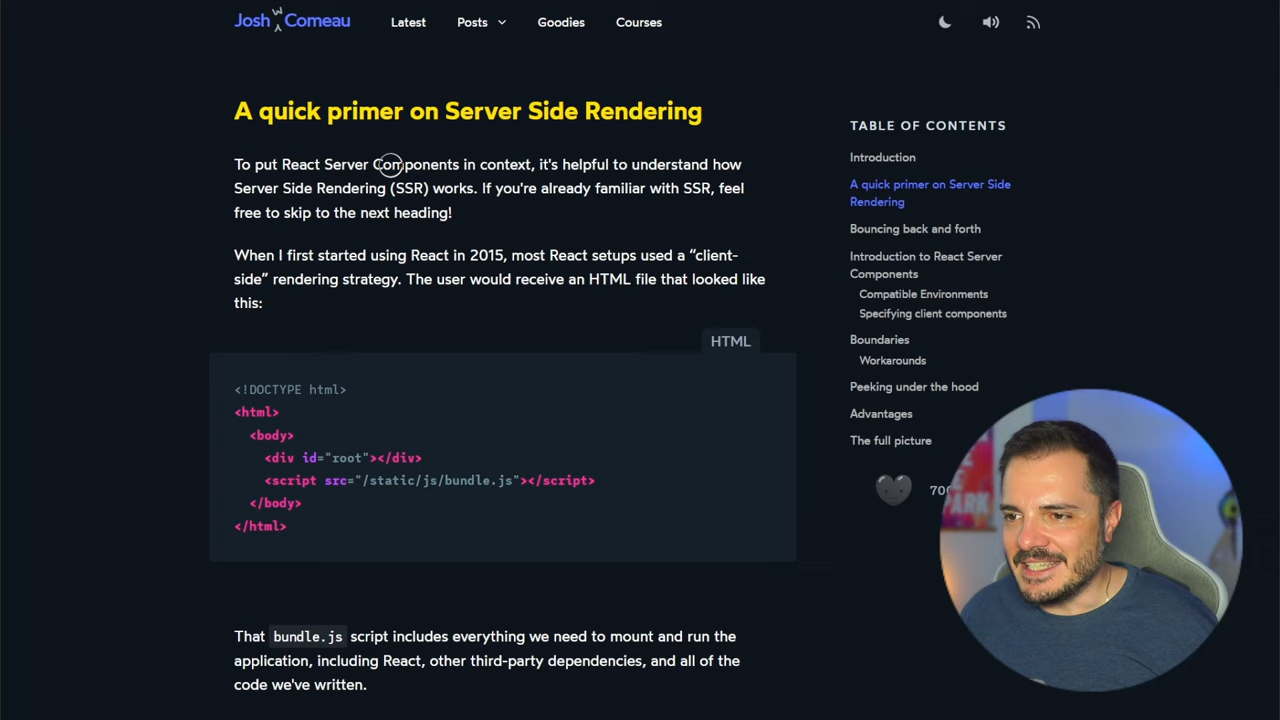 Josh W Comeau
Latest
Posts
Goodies
Courses
A quick primer on Server Side Rendering
To put React Server Components in context, it's helpful to understand how
Server Side Rendering (SSR) works. If you're already familiar with SSR, feel
free to skip to the next heading!
When I first started using React in 2015, most React setups used a “client-
side” rendering strategy. The user would receive an HTML file that looked like
this:
HTML
<!DOCTYPE html>
<html>
<body>
<div id="root"></div>
<script src="/static/js/bundle.js"></script>
</body>
</html>
That bundle.js script includes everything we need to mount and run the
application, including React, other third-party dependencies, and all of the
code we've written.
TABLE OF CONTENTS
Introduction
A quick primer on Server Side
Rendering
Bouncing back and forth
Introduction to React Server
Components
Compatible Environments
Specifying client components
Boundaries
Workarounds
Peeking under the hood
Advantages
The full picture